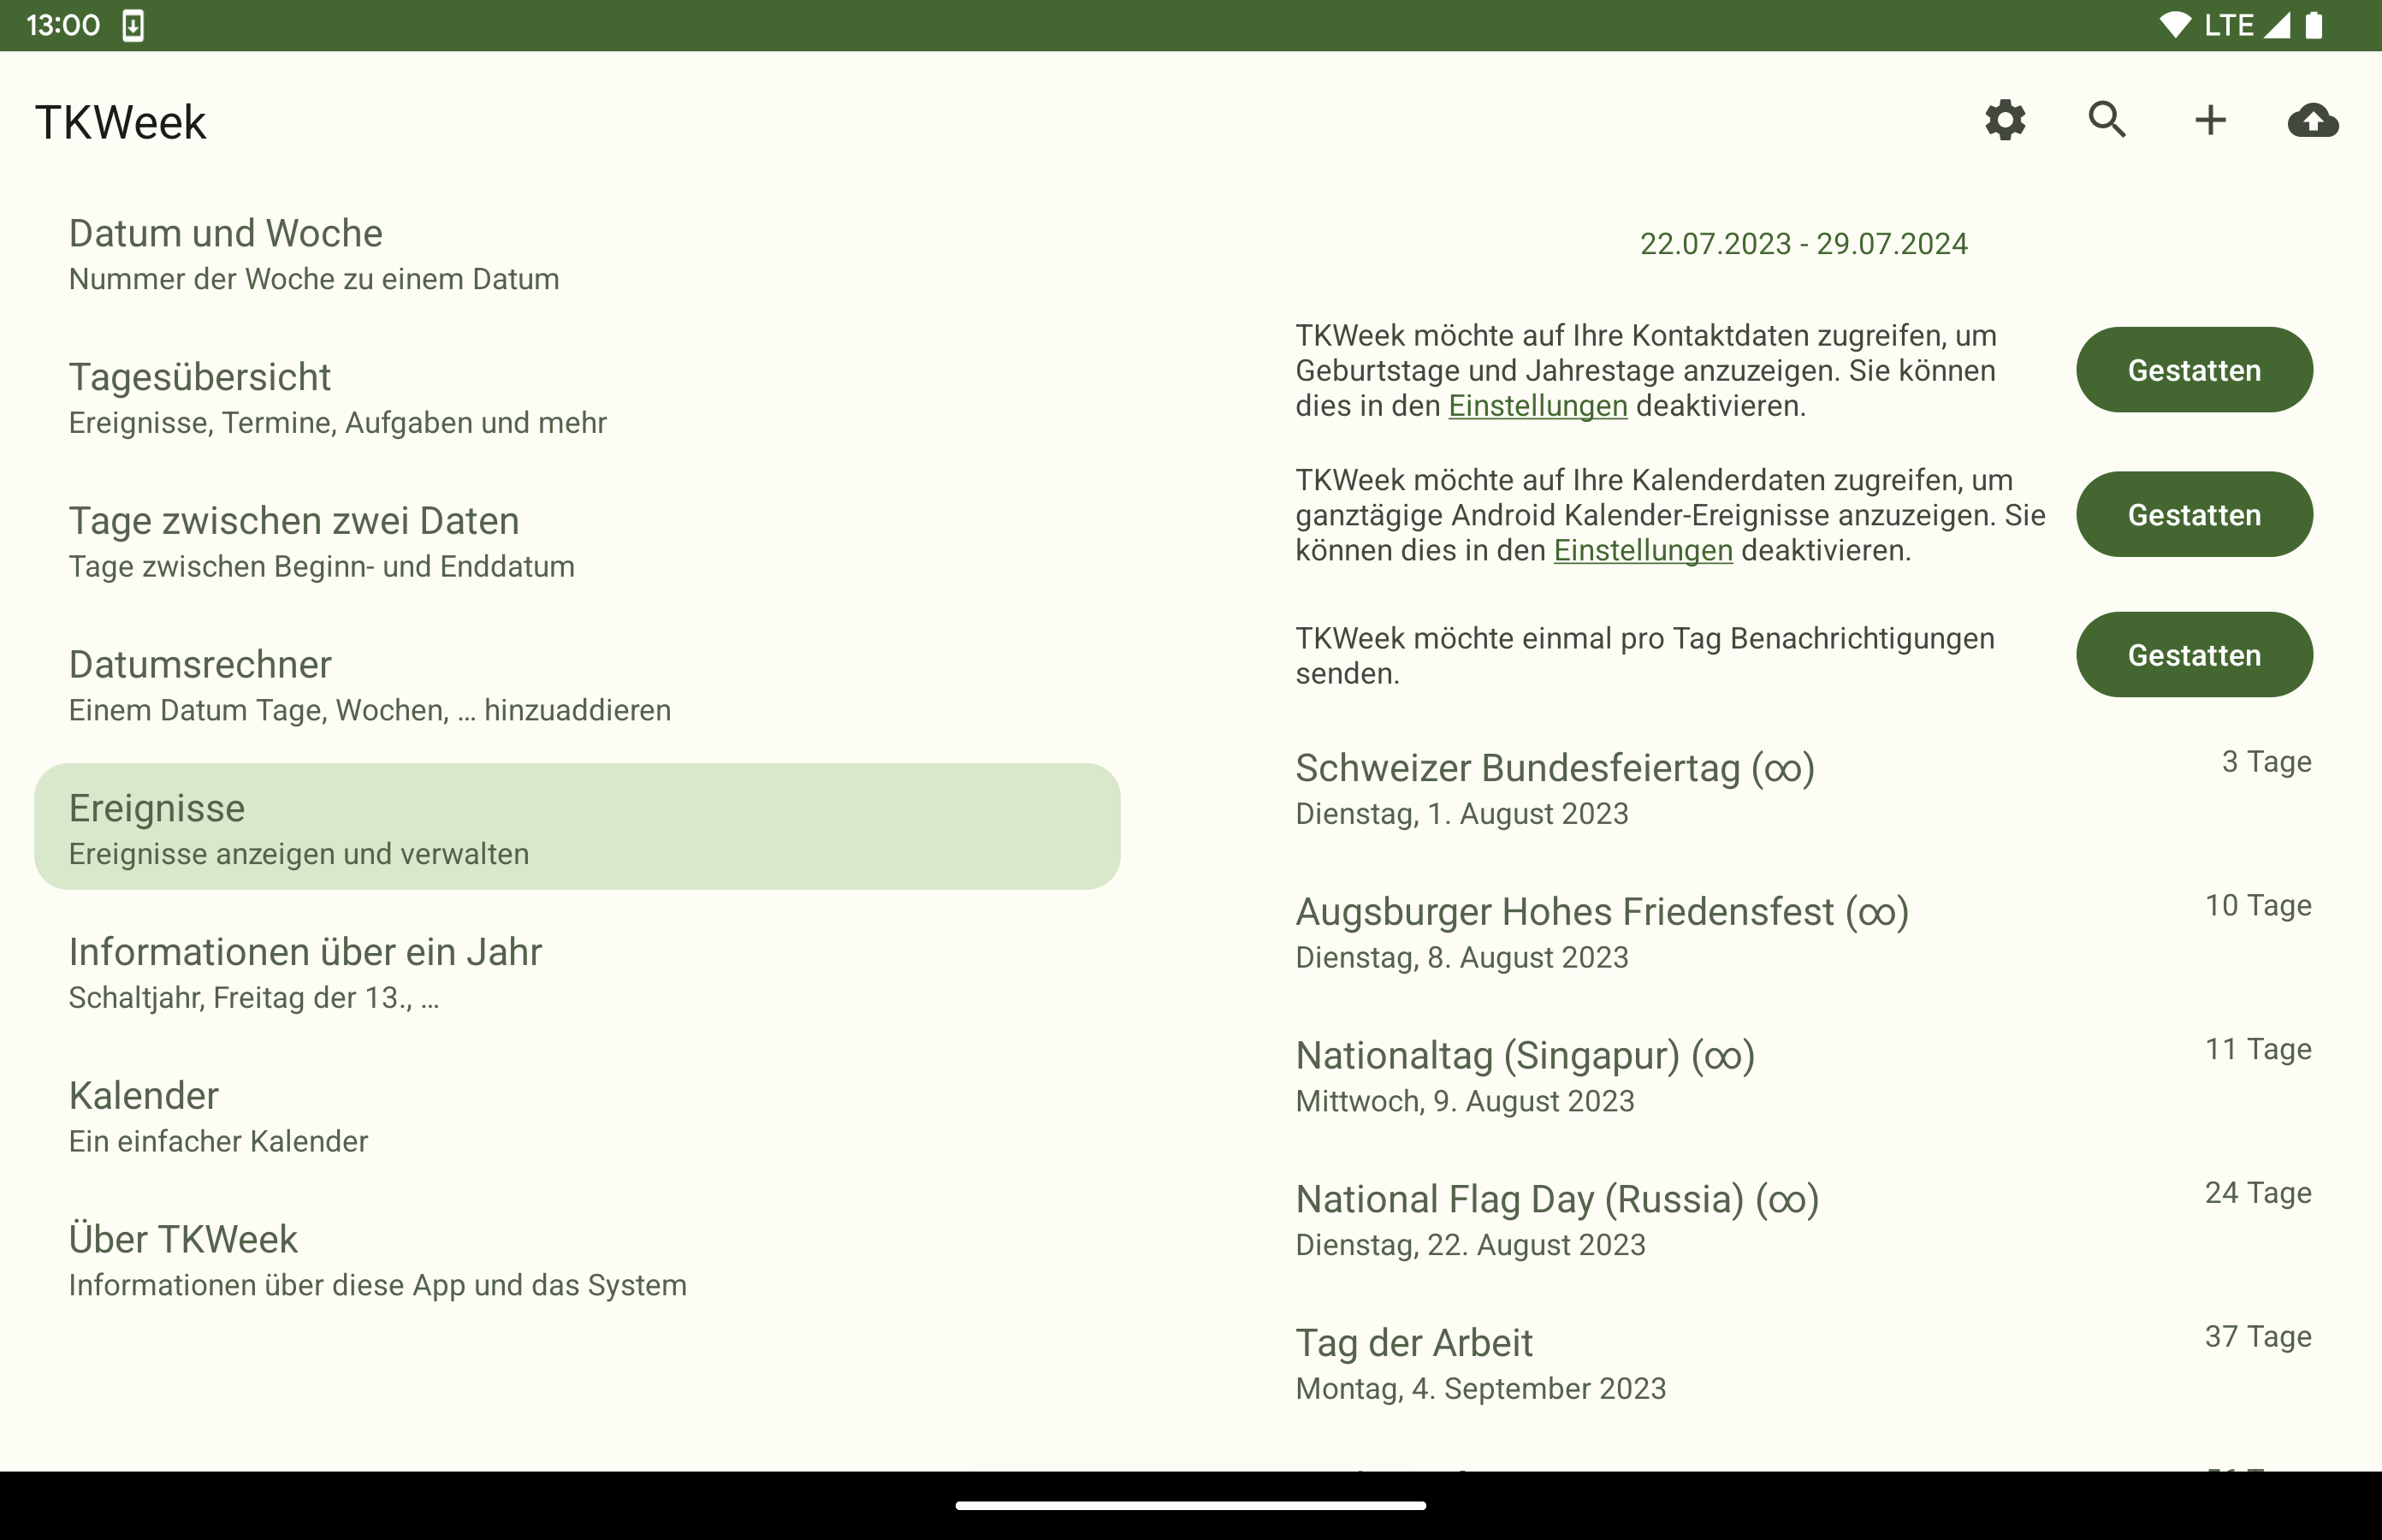 13:00
LTE
TKWeek
Datum und Woche
Nummer der Woche zu einem Datum
Tagesübersicht
Ereignisse, Termine, Aufgaben und mehr
Tage zwischen zwei Daten
Tage zwischen Beginn- und Enddatum
Datumsrechner
Einem Datum Tage, Wochen, … hinzuaddieren
Ereignisse
Ereignisse anzeigen und verwalten
Informationen über ein Jahr
Schaltjahr, Freitag der 13., …
Kalender
Ein einfacher Kalender
Über TKWeek
Informationen über diese App und das System
22.07.2023 - 29.07.2024
TKWeek möchte auf Ihre Kontaktdaten zugreifen, um
Geburtstage und Jahrestage anzuzeigen. Sie können
dies in den Einstellungen deaktivieren.
Gestatten
TKWeek möchte auf Ihre Kalenderdaten zugreifen, um
ganztägige Android Kalender-Ereignisse anzuzeigen. Sie
können dies in den Einstellungen deaktivieren.
Gestatten
TKWeek möchte einmal pro Tag Benachrichtigungen
senden.
Gestatten
Schweizer Bundesfeiertag (∞)
3 Tage
Dienstag, 1. August 2023
Augsburger Hohes Friedensfest (∞)
10 Tage
Dienstag, 8. August 2023
Nationaltag (Singapur) (∞)
11 Tage
Mittwoch, 9. August 2023
National Flag Day (Russia) (∞)
24 Tage
Dienstag, 22. August 2023
Tag der Arbeit
37 Tage
Montag, 4. September 2023